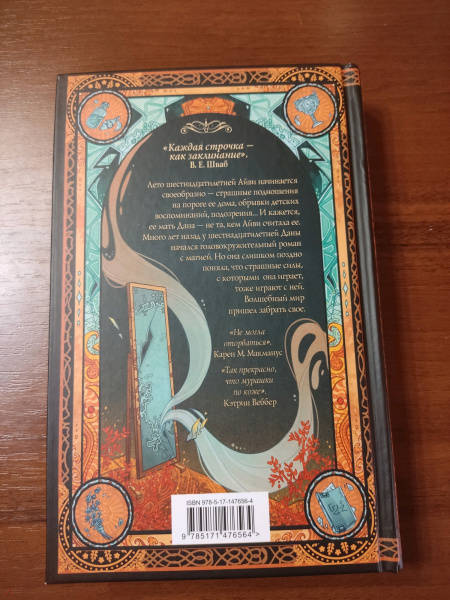 «Каждая строчка –
как заклинание».
В. Е. Шваб
Лето шестнадцатилетней Айви начинается
своеобразно – страшные подношения
на пороге ее дома, обрывки детских
воспоминаний, подозрения... И кажется,
ее мать Дана – не та, кем Айви считала ее.
Много лет назад у шестнадцатилетней Даны
начался головокружительный роман
с магией. Но она слишком поздно
поняла, что страшные силы,
с которыми она играет,
тоже играют с ней.
Волшебный мир
пришел забрать свое.
«Не могла
оторваться».
Карен М. Макманус
«Так прекрасно,
что мурашки
по коже».
Кэтрин Веббер
ISBN 978-5-17-147656-4
9 785171 476564 >